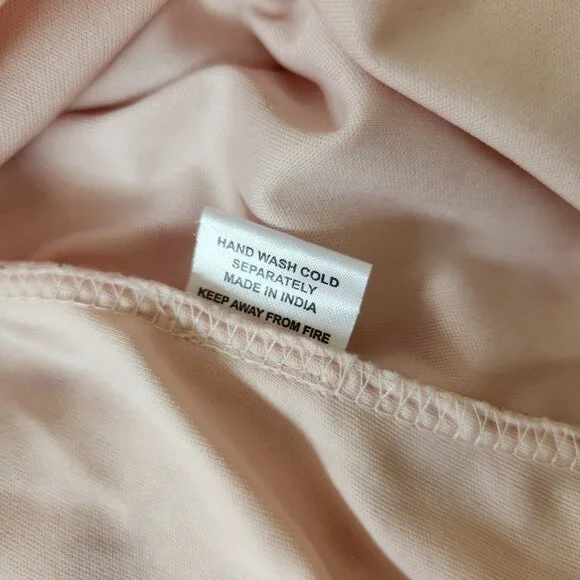 HAND WASH COLD
SEPARATELY
MADE IN INDIA
KEEP AWAY FROM FIRE